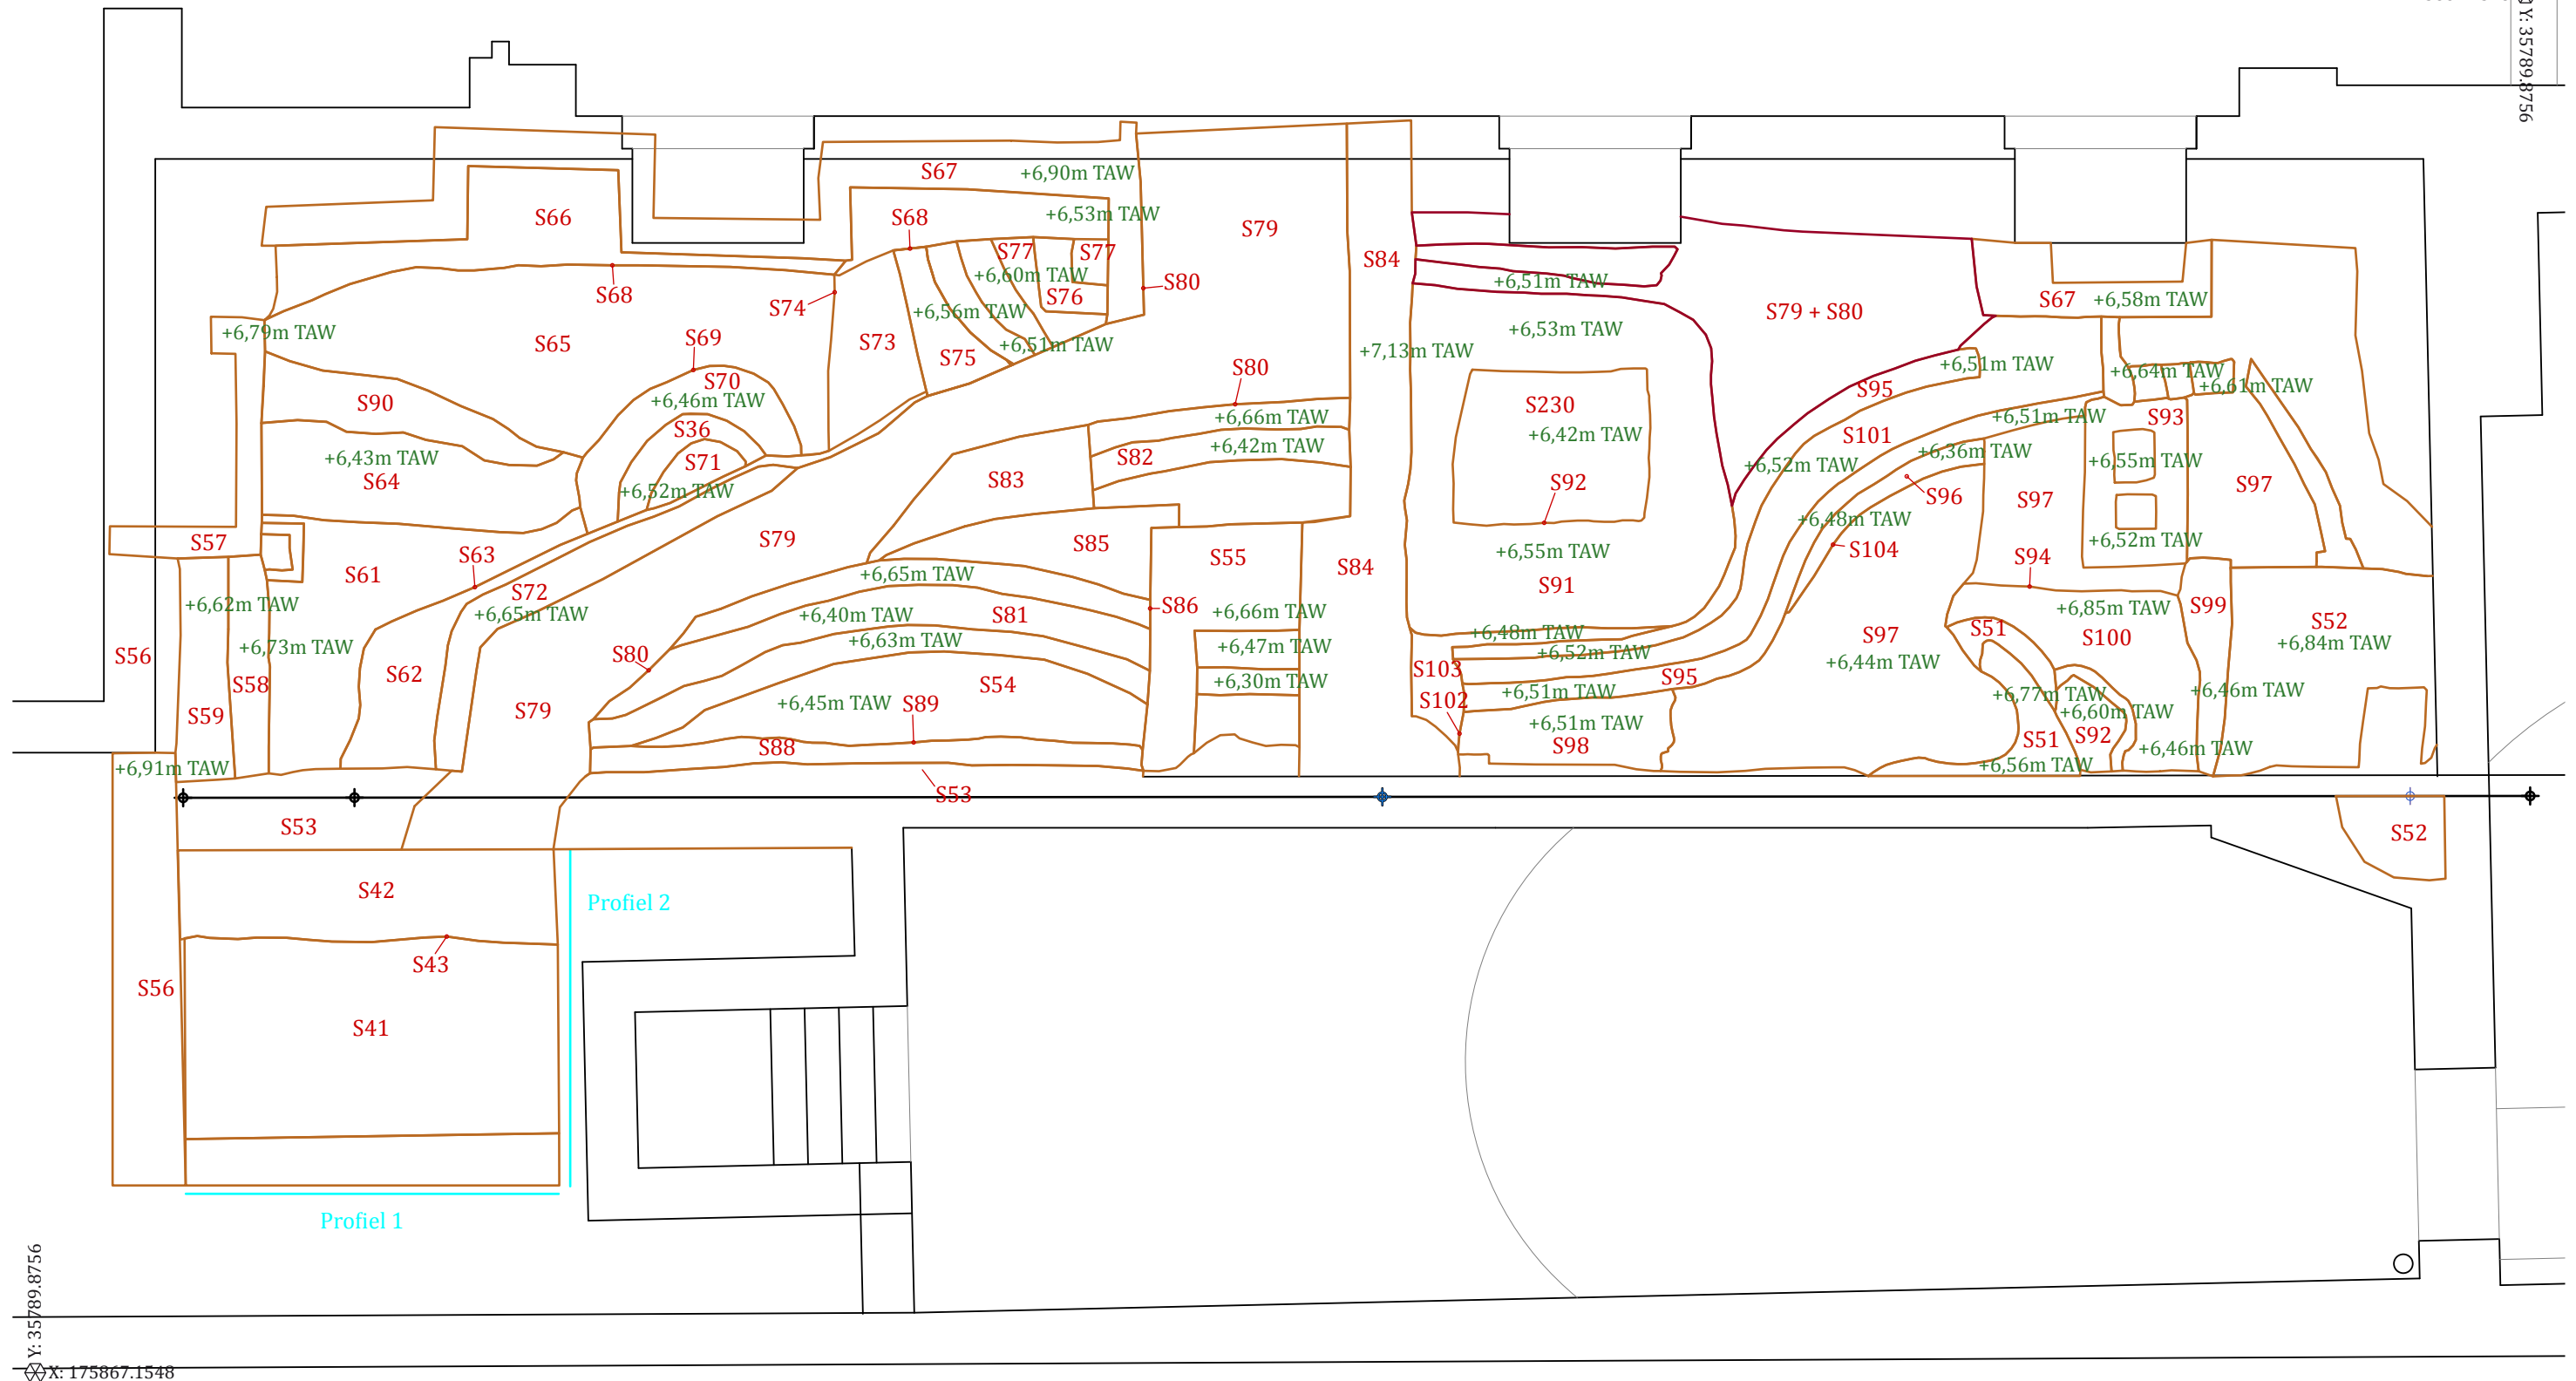 Y: 35789.8756
S67
+6,90m TAW
S66
S68
+6,53m TAW
S79
S77
S77
S84
+6,60m TAW
S80
+6,51m TAW
S68
S74
S76
S67
+6,58m TAW
+6,56m TAW
S79 + S80
+6,79m TAW
+6,53m TAW
S65
S69
S73
+6,51m TAW
+7,13m TAW
S75
S80
+6,51m TAW
+6,64m TAW
S70
S95
+6,61m TAW
S90
+6,46m TAW
S230
+6,66m TAW
+6,51m TAW
S93
S36
+6,42m TAW
S101
+6,42m TAW
+6,43m TAW
S82
+6,36m TAW
S71
+6,52m TAW
+6,55m TAW
S64
S83
S92
S97
+6,52m TAW
S96
S97
+6,48m TAW
S57
S79
S85
S55
+6,55m TAW
S104
+6,52m TAW
S63
S94
S61
+6,65m TAW
S84
S91
S72
+6,62m TAW
S86
+6,85m TAW
S99
+6,65m TAW
+6,40m TAW
S81
+6,66m TAW
S52
+6,48m TAW
S97
S51
S100
+6,73m TAW
+6,63m TAW
+6,47m TAW
+6,52m TAW
+6,84m TAW
S56
S80
+6,44m TAW
S62
S103
S95
S58
S54
+6,30m TAW
+6,51m TAW
+6,77m TAW
+6,46m TAW
S59
S79
+6,45m TAW
S89
S102
+6,51m TAW
+6,60m TAW
S88
S98
S51
S92
+6,46m TAW
+6,91m TAW
+6,56m TAW
S53
S53
S52
S42
Profiel 2
S43
S56
S41
Profiel 1
Y: 35789.8756
X: 175867.1548